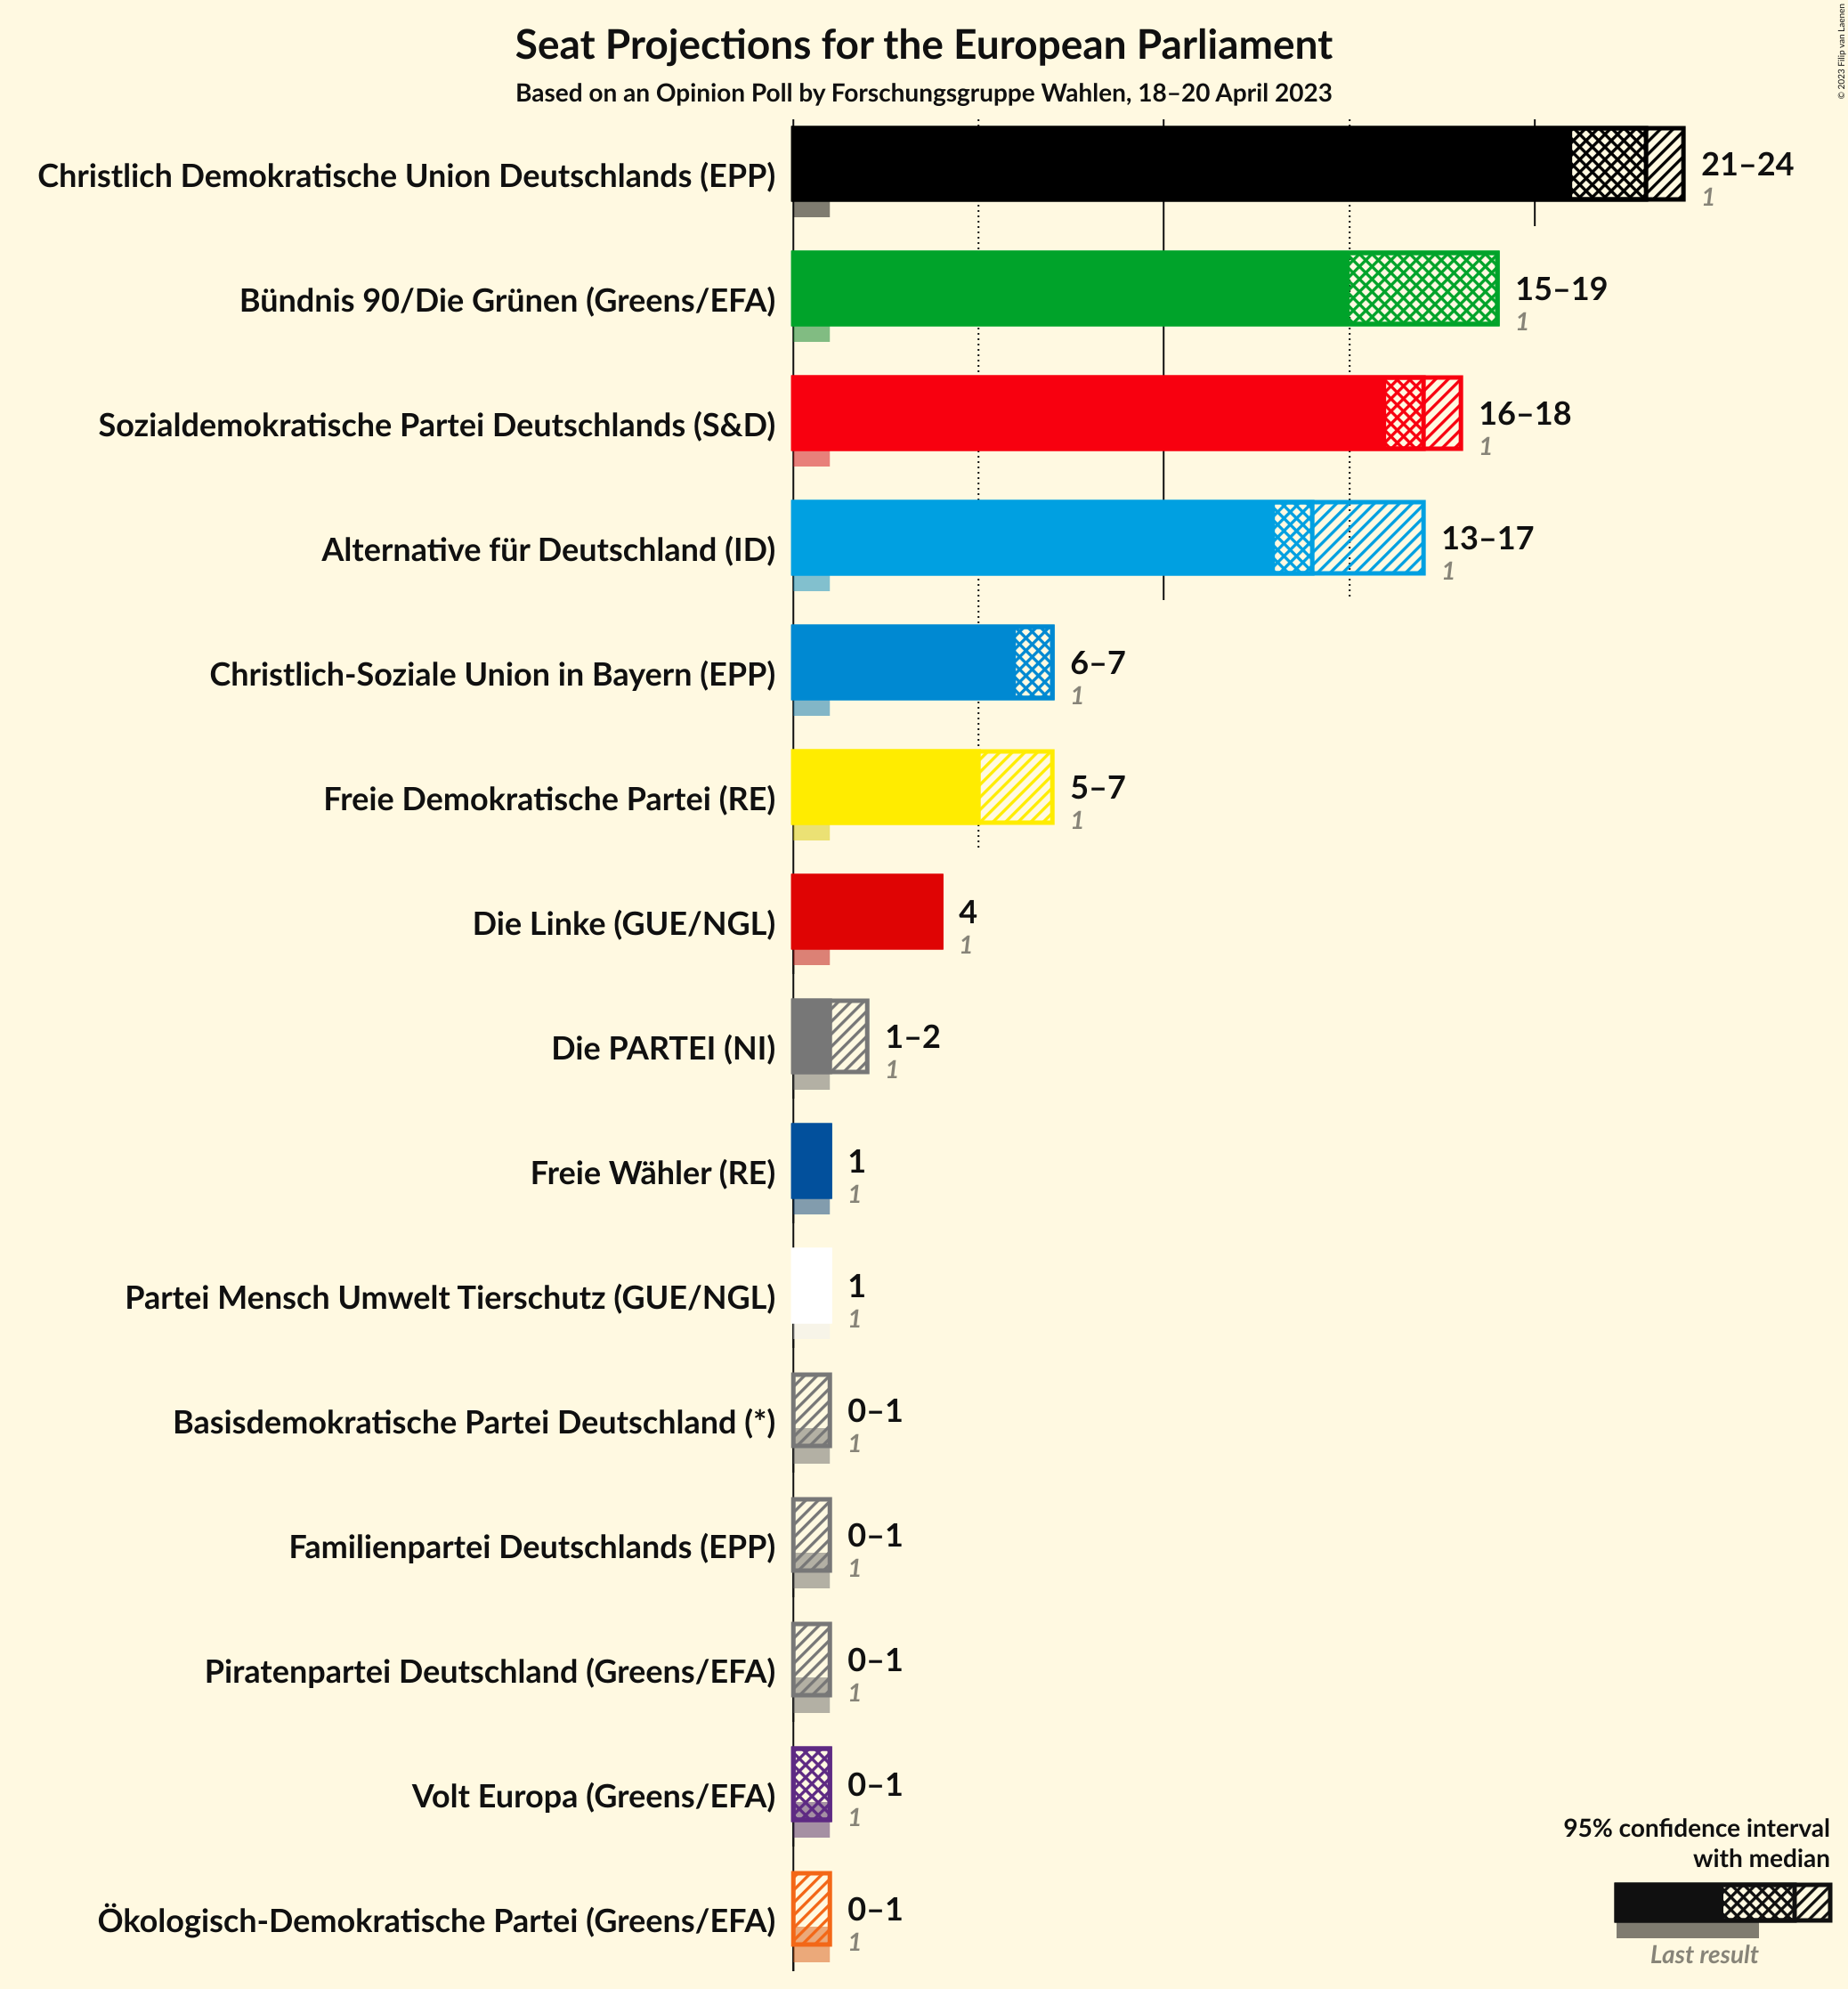 Seat Projections for the European Parliament
Based on an Opinion Poll by Forschungsgruppe Wahlen, 18–20 April 2023
© 2023 Filip van Laenen
Christlich Demokratische Union Deutschlands (EPP)
21–24
1
Bündnis 90/Die Grünen (Greens/EFA)
15–19
1
Sozialdemokratische Partei Deutschlands (S&D)
16–18
1
Alternative für Deutschland (ID)
13–17
1
Christlich-Soziale Union in Bayern (EPP)
6–7
1
Freie Demokratische Partei (RE)
5–7
1
Die Linke (GUE/NGL)
4
1
Die PARTEI (NI)
1–2
1
Freie Wähler (RE)
1
1
Partei Mensch Umwelt Tierschutz (GUE/NGL)
1
1
Basisdemokratische Partei Deutschland (*)
0–1
1
Familienpartei Deutschlands (EPP)
0–1
1
Piratenpartei Deutschland (Greens/EFA)
0–1
1
Volt Europa (Greens/EFA)
0–1
1
Ökologisch-Demokratische Partei (Greens/EFA)
0–1
1
95% confidence interval
with median
Last result